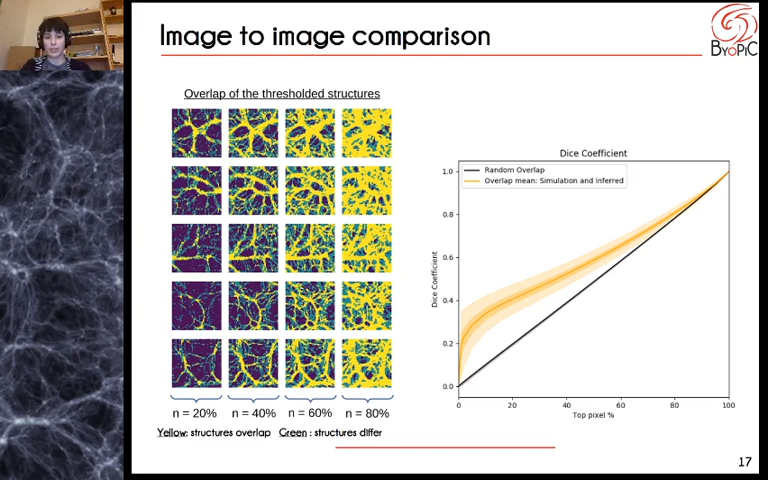 Image to image comparison
BYOPIC
Overlap of the thresholded structures
n = 20% n = 40% n = 60% n = 80%
Yellow: structures overlap Green : structures differ
Dice Coefficient
Random Overlap
Overlap mean: Simulation and Inferred
Dice Coefficient
1.0
0.8
0.6
0.4
0.2
0.0
0 20 40 60 80 100
Top pixel %
17